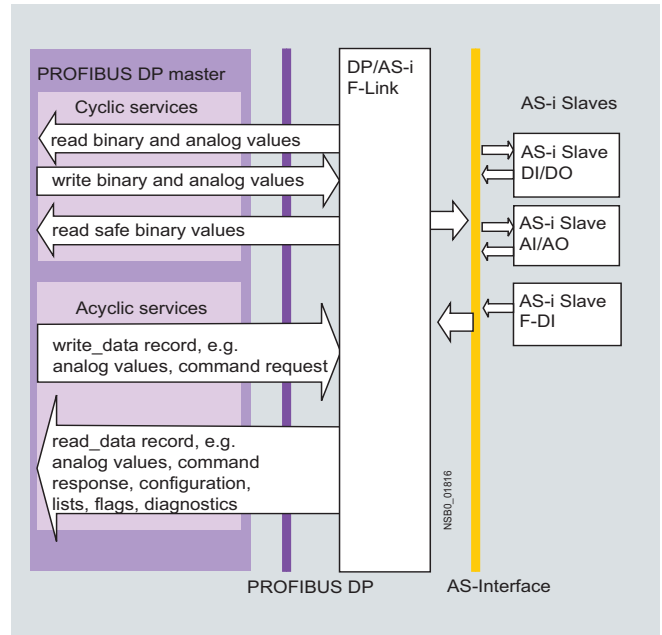 PROFIBUS DP master
Cyclic services
read binary and analog values
write binary and analog values
read safe binary values
Acyclic services
write_data record, e.g.
analog values, command request
read_data record, e.g.
analog values, command
response, configuration,
lists, flags, diagnostics
DP/AS-i
F-Link
AS-i Slaves
AS-i Slave
DI/DO
AS-i Slave
AI/AO
AS-i Slave
F-DI
NSB0_01816
PROFIBUS DP
AS-Interface